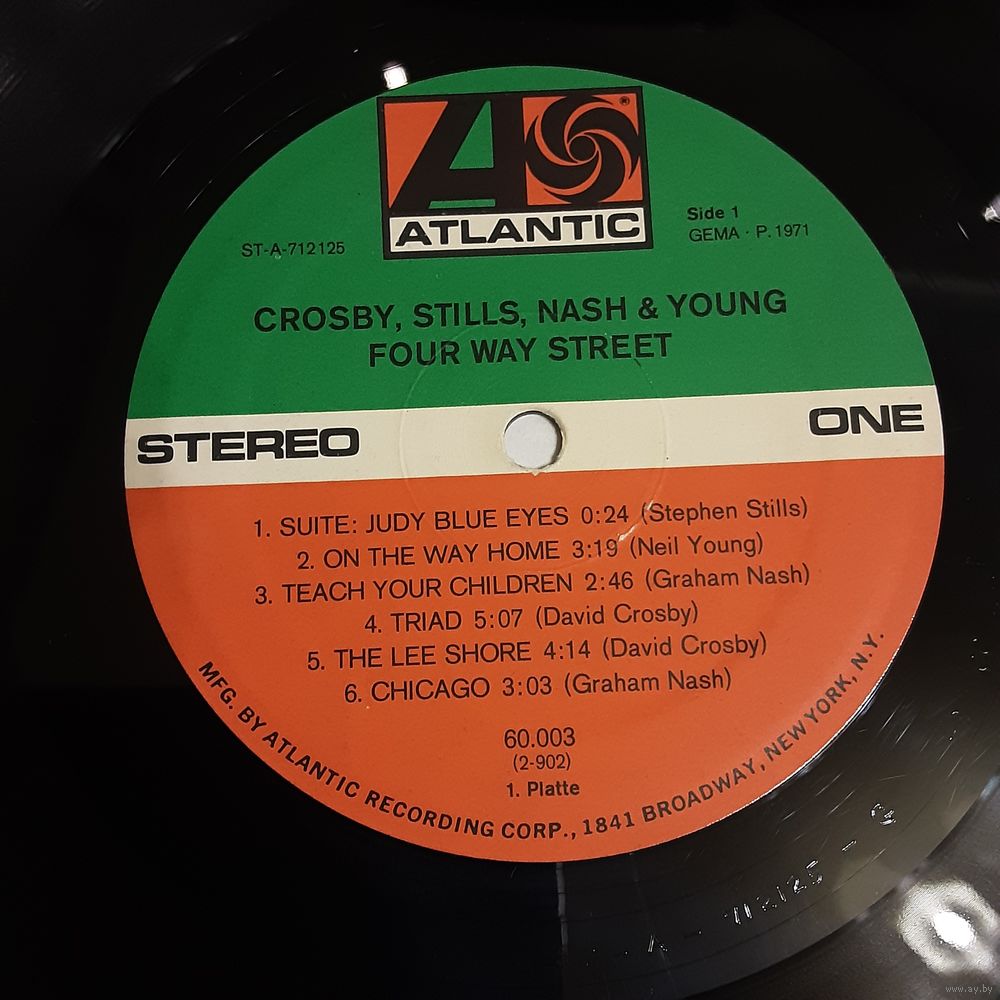 ATLANTIC
®
ST-A-712125
Side 1
GEMA · P. 1971
CROSBY, STILLS, NASH & YOUNG
FOUR WAY STREET
STEREO
ONE
1. SUITE: JUDY BLUE EYES 0:24 (Stephen Stills)
2. ON THE WAY HOME 3:19 (Neil Young)
3. TEACH YOUR CHILDREN 2:46 (Graham Nash)
4. TRIAD 5:07 (David Crosby)
5. THE LEE SHORE 4:14 (David Crosby)
6. CHICAGO 3:03 (Graham Nash)
60.003
(2-902)
1. Platte
MFG. BY ATLANTIC RECORDING CORP., 1841 BROADWAY, NEW YORK, N.Y.
www.ay.by